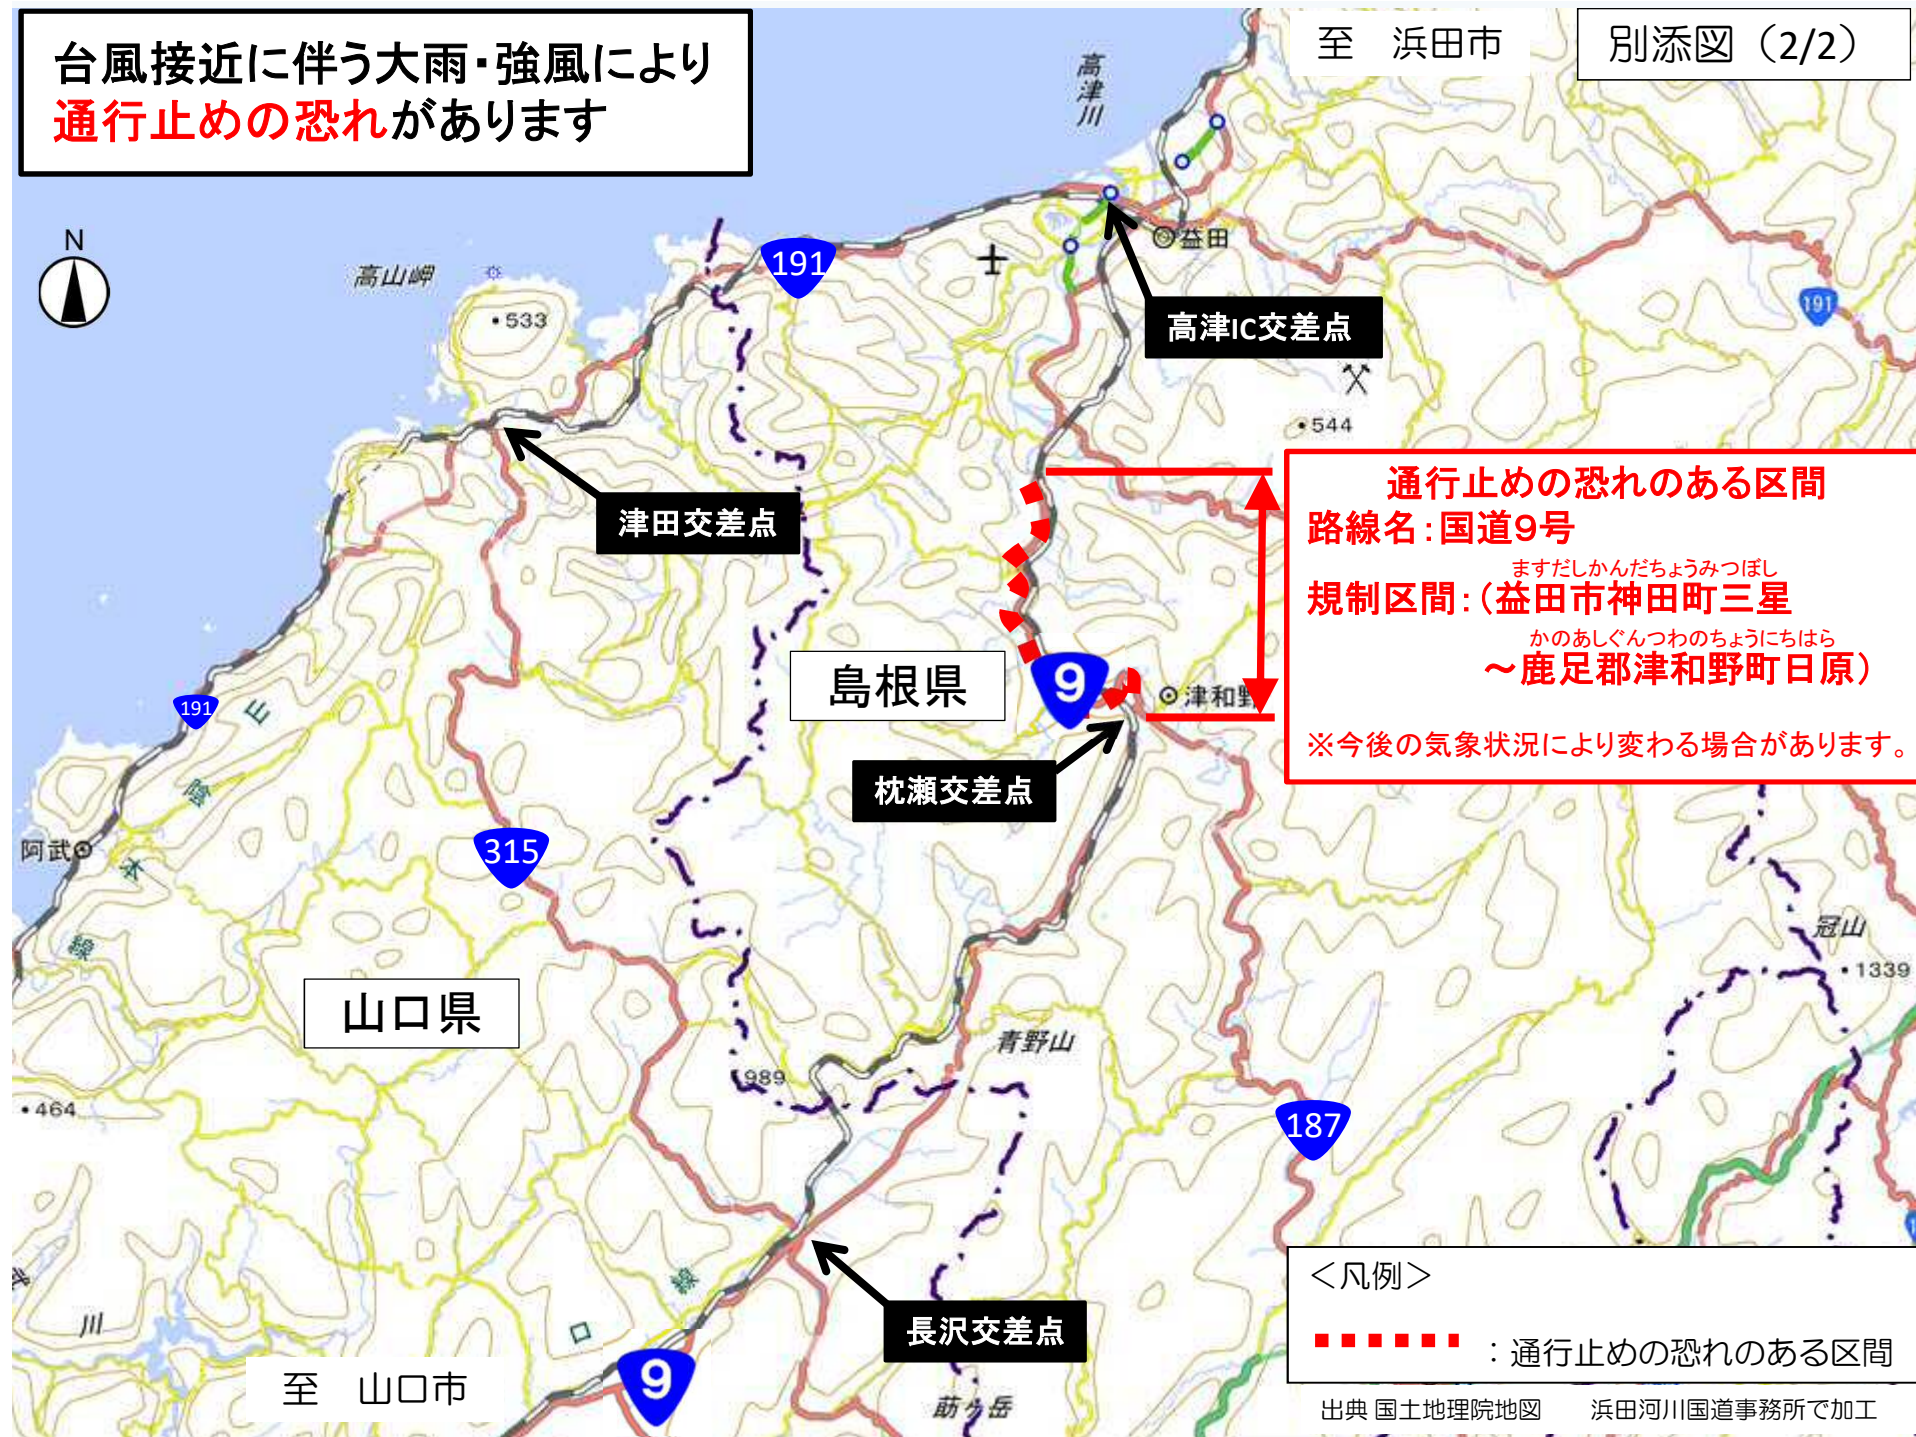 台風接近に伴う大雨・強風により
通行止めの恐れがあります
至　浜田市
別添図（2/2）
高津川
N
高山岬
191
益田
・533
高津IC交差点
191
・544
津田交差点
通行止めの恐れのある区間
路線名：国道9号
ますだしかんだちょうみつぼし
規制区間：（益田市神田町三星
かのあしぐんつわのちょうにちはら
～鹿足郡津和野町日原）
※今後の気象状況により変わる場合があります。
島根県
9
津和野
191
山陰本線
枕瀬交差点
阿武
315
冠山
・1339
山口県
青野山
989
・464
187
川
口線
長沢交差点
至　山口市
9
＜凡例＞
：通行止めの恐れのある区間
出典 国土地理院地図　　浜田河川国道事務所で加工